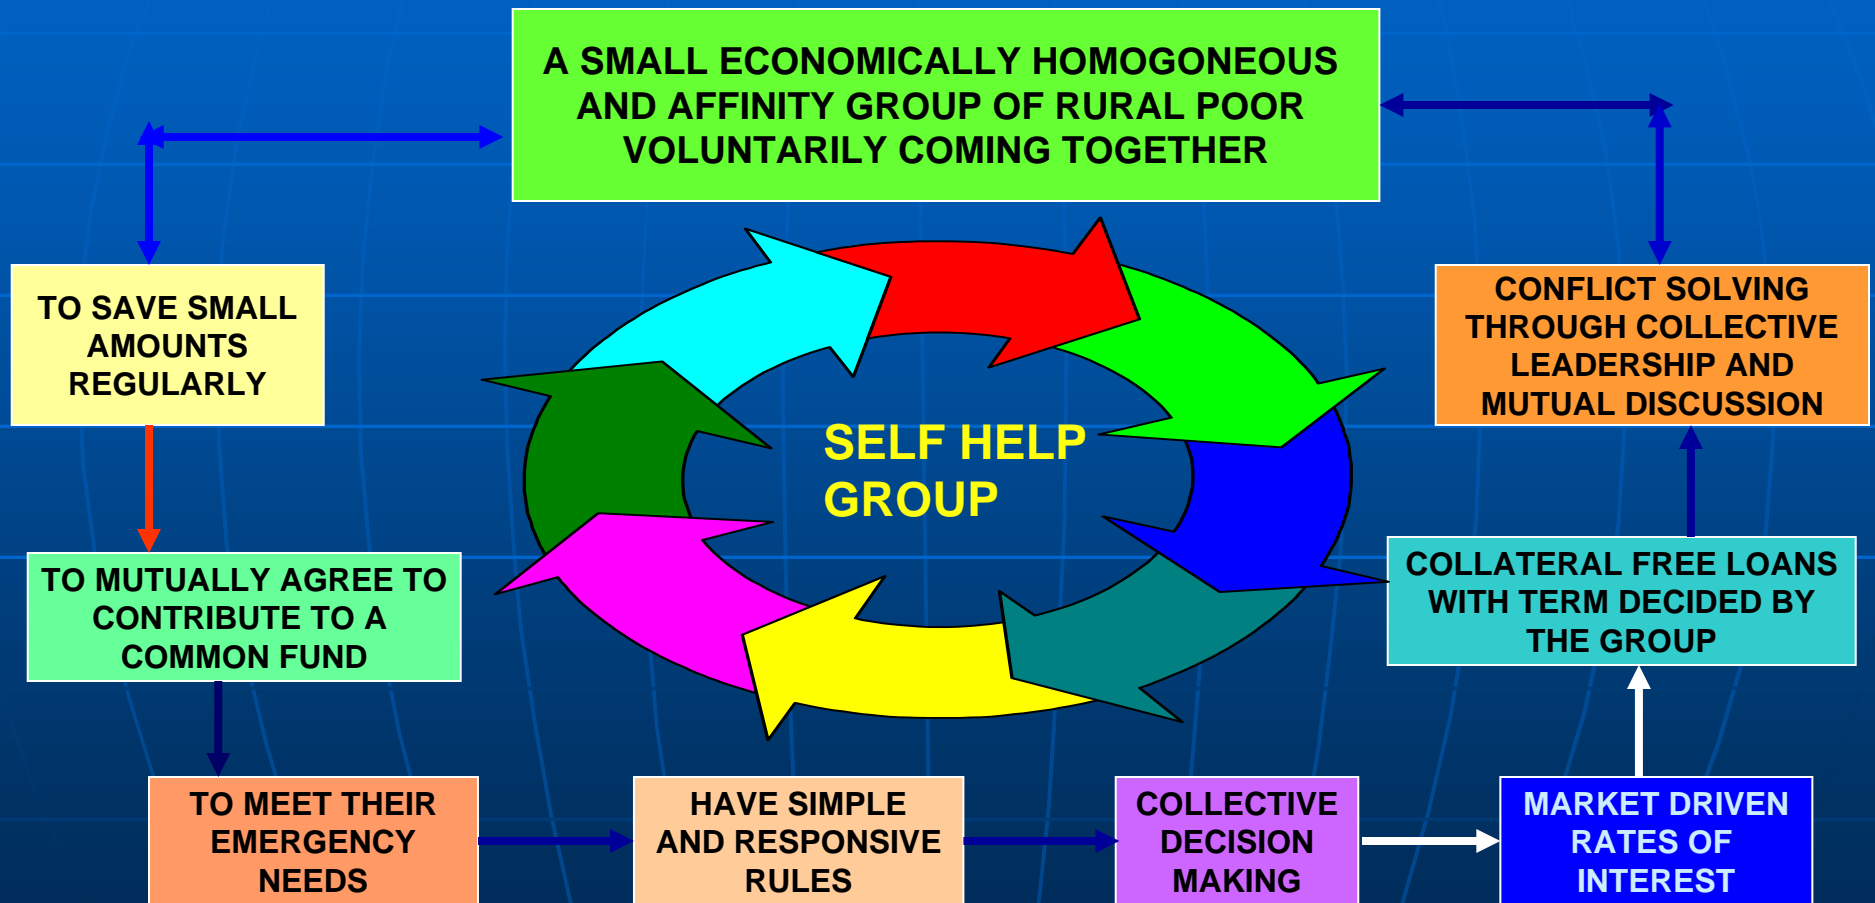 A SMALL ECONOMICALLY HOMOGONEOUS
AND AFFINITY GROUP OF RURAL POOR
VOLUNTARILY COMING TOGETHER
TO SAVE SMALL
AMOUNTS
REGULARLY
TO MUTUALLY AGREE TO
CONTRIBUTE TO A
COMMON FUND
TO MEET THEIR
EMERGENCY
NEEDS
HAVE SIMPLE
AND RESPONSIVE
RULES
COLLECTIVE
DECISION
MAKING
MARKET DRIVEN
RATES OF
INTEREST
COLLATERAL FREE LOANS
WITH TERM DECIDED BY
THE GROUP
CONFLICT SOLVING
THROUGH COLLECTIVE
LEADERSHIP AND
MUTUAL DISCUSSION
SELF HELP
GROUP